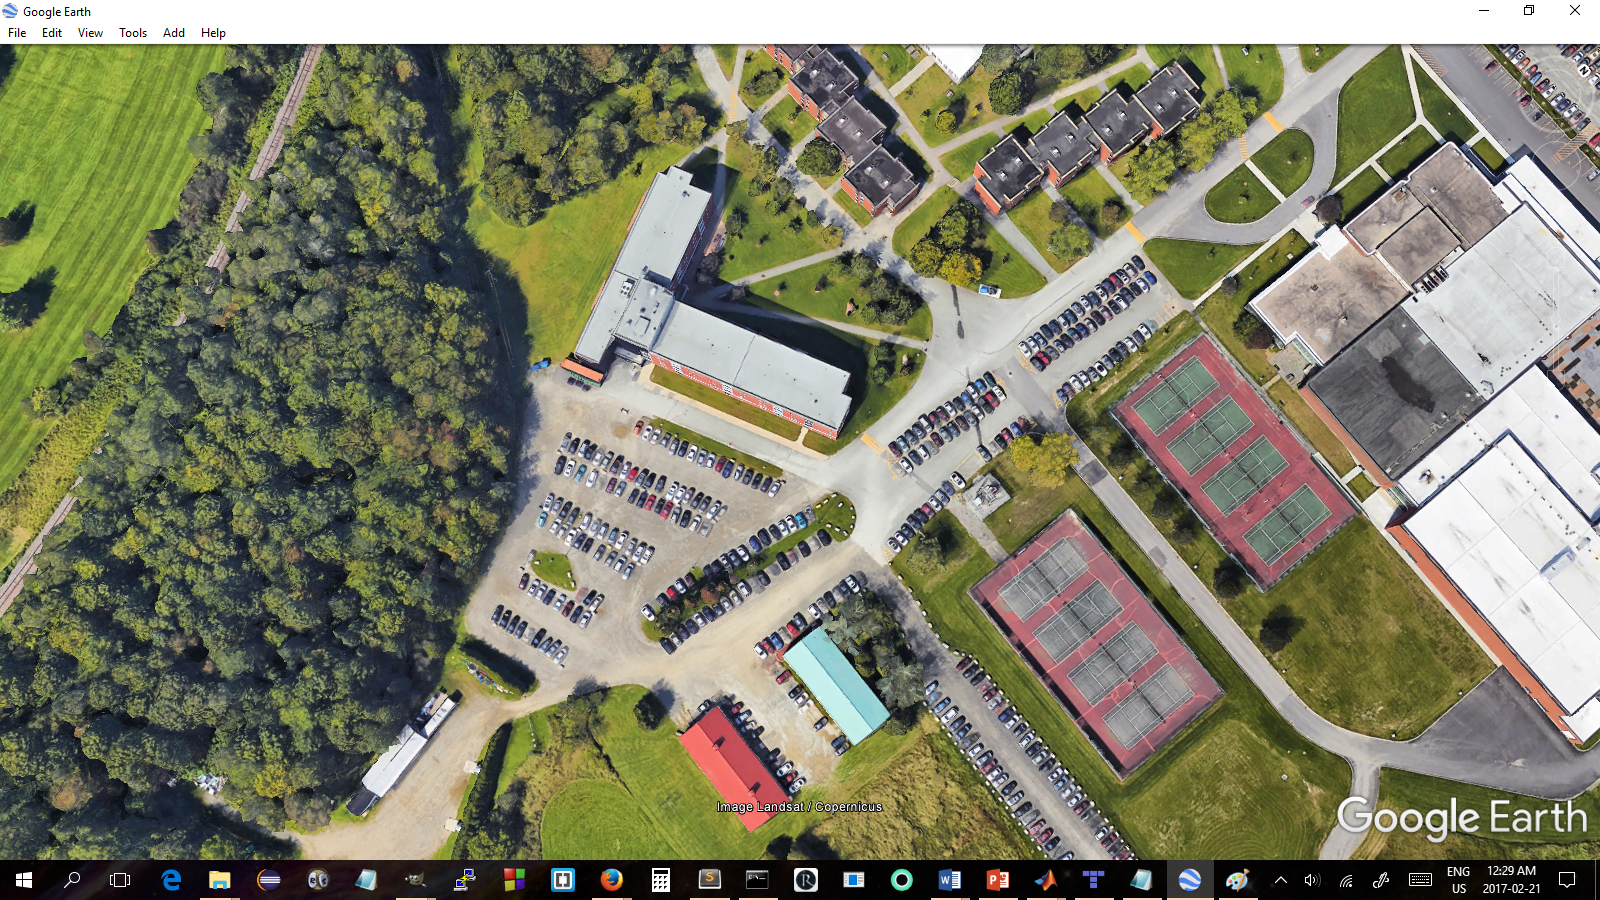 Google Earth
File Edit View Tools Add Help
N
Image Landsat / Copernicus
Google Earth
ENG
US
12:29 AM
2017-02-21